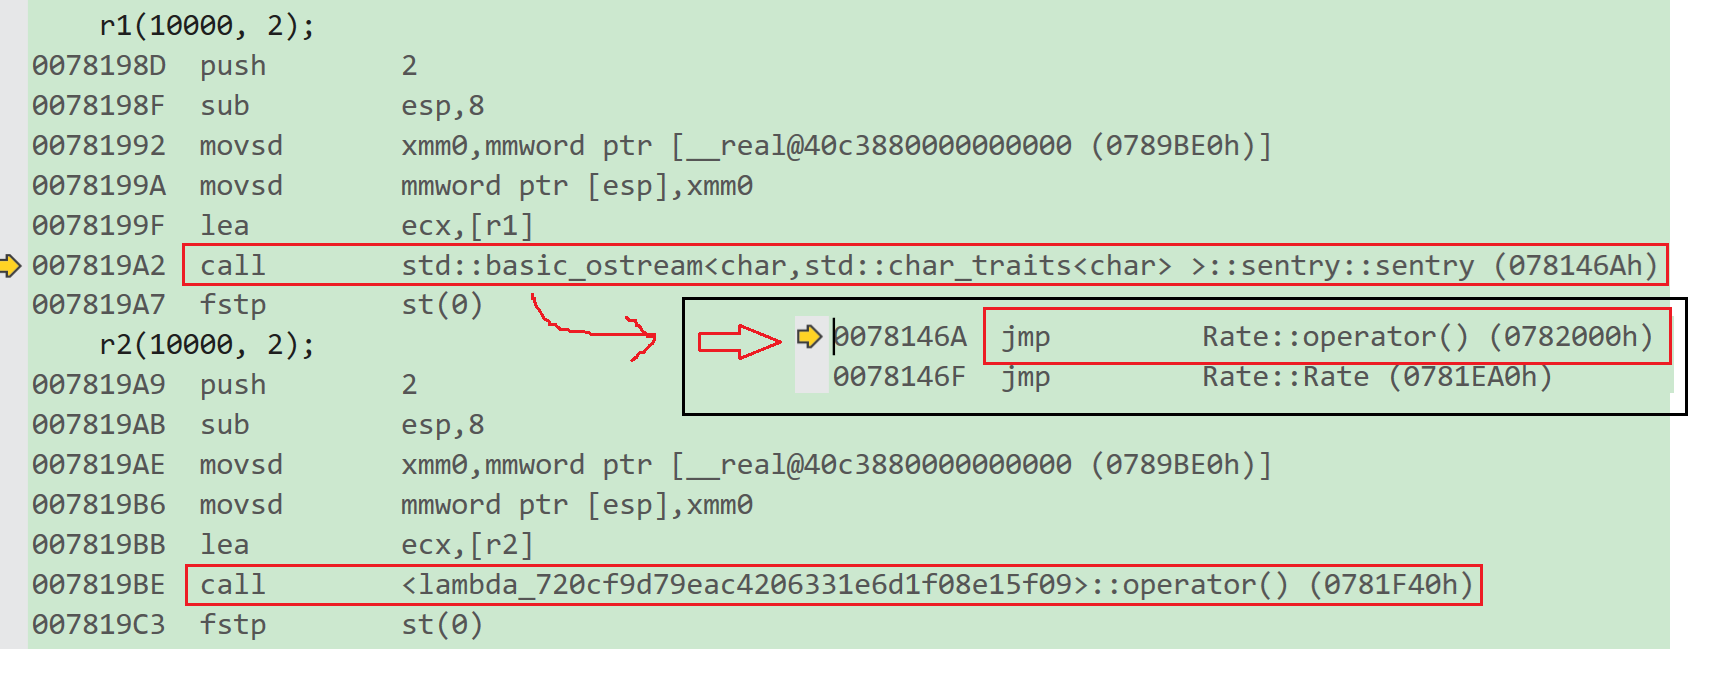 r1(10000, 2);
0078198D push 2
0078198F sub esp,8
00781992 movsd xmm0,mmword ptr [__real@40c3880000000000 (0789BE0h)]
0078199A movsd mmword ptr [esp],xmm0
0078199F lea ecx,[r1]
007819A2 call std::basic_ostream<char,std::char_traits<char> >::sentry::sentry (078146Ah)
007819A7 fstp st(0)
0078146A jmp Rate::operator() (0782000h)
0078146F jmp Rate::Rate (0781EA0h)
r2(10000, 2);
007819A9 push 2
007819AB sub esp,8
007819AE movsd xmm0,mmword ptr [__real@40c3880000000000 (0789BE0h)]
007819B6 movsd mmword ptr [esp],xmm0
007819BB lea ecx,[r2]
007819BE call <lambda_720cf9d79eac4206331e6d1f08e15f09>::operator() (0781F40h)
007819C3 fstp st(0)